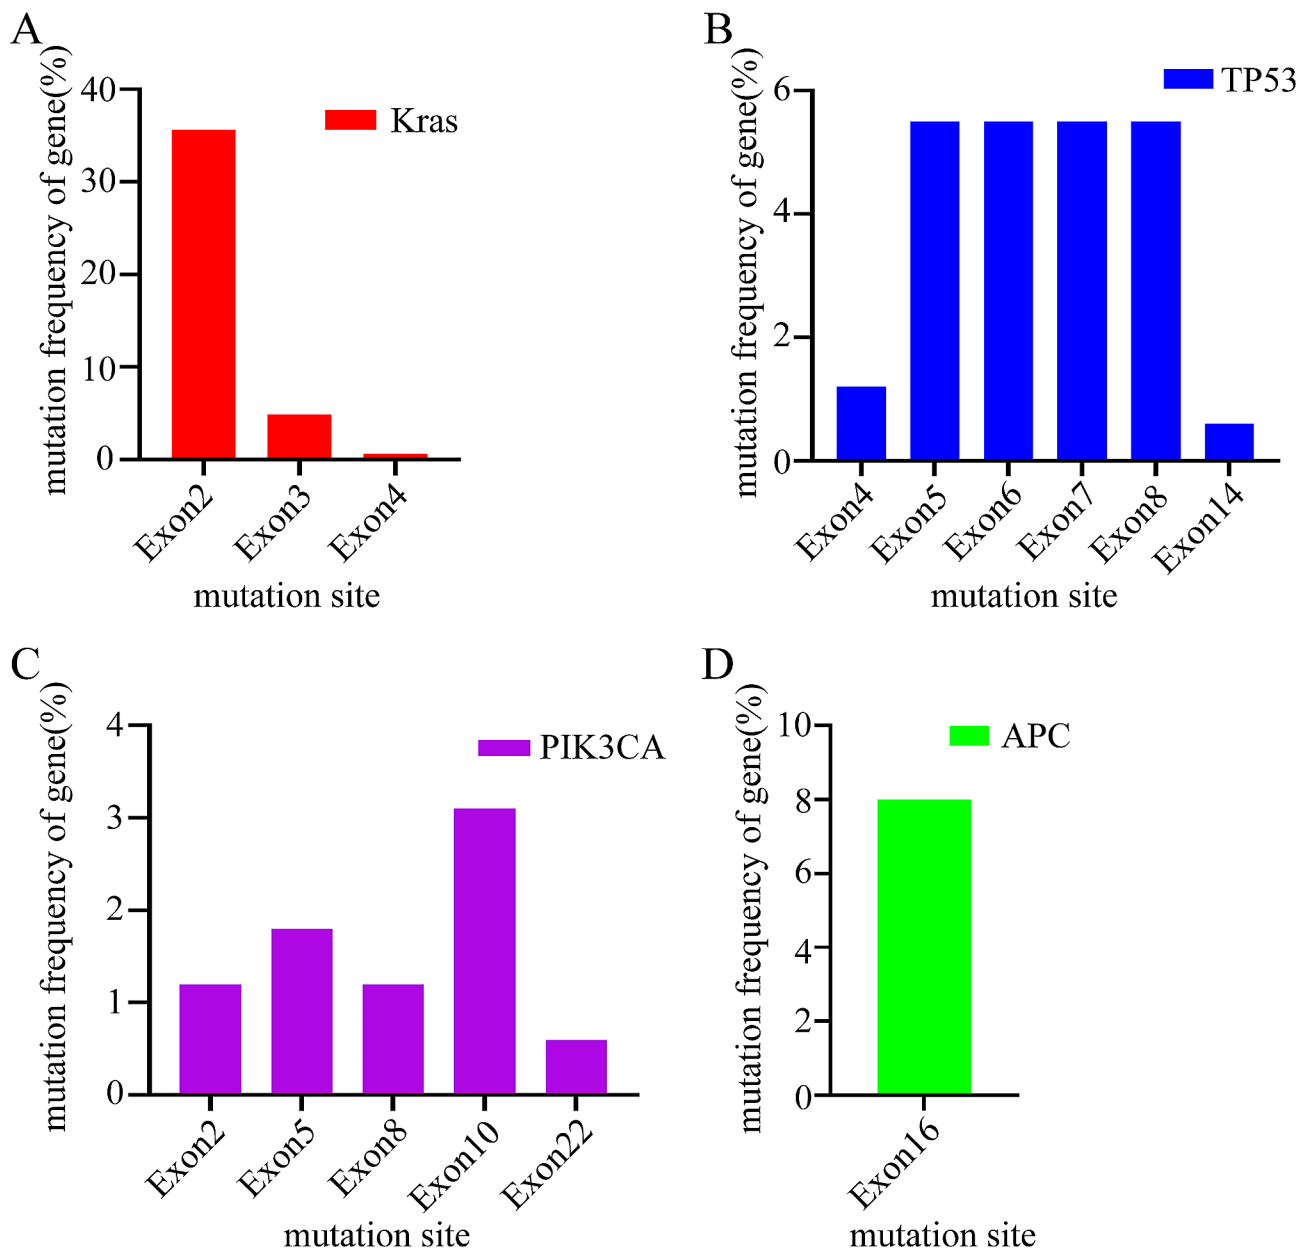 A
mutation frequency of gene(%)
40
30
20
10
0
Kras
Exon2
Exon3
Exon4
mutation site
B
mutation frequency of gene(%)
6
4
2
0
TP53
Exon4
Exon5
Exon6
Exon7
Exon8
Exon14
mutation site
C
mutation frequency of gene(%)
4
3
2
1
0
PIK3CA
Exon2
Exon5
Exon8
Exon10
Exon22
mutation site
D
mutation frequency of gene(%)
10
8
6
4
2
0
APC
Exon16
mutation site